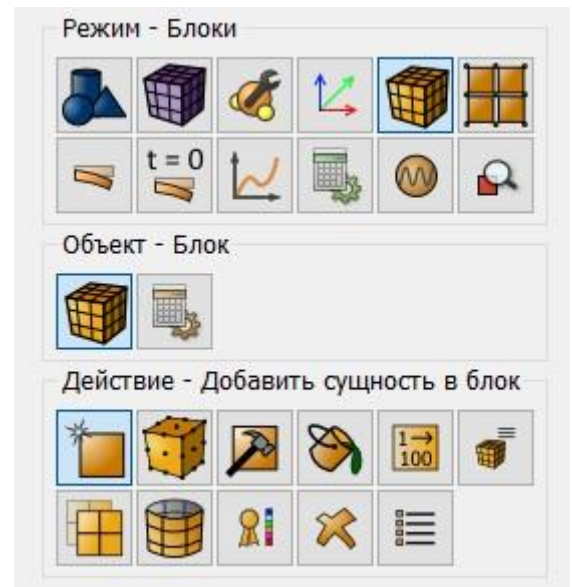 Режим - Блоки
t = 0
Объект - Блок
Действие - Добавить сущность в блок
1→
100